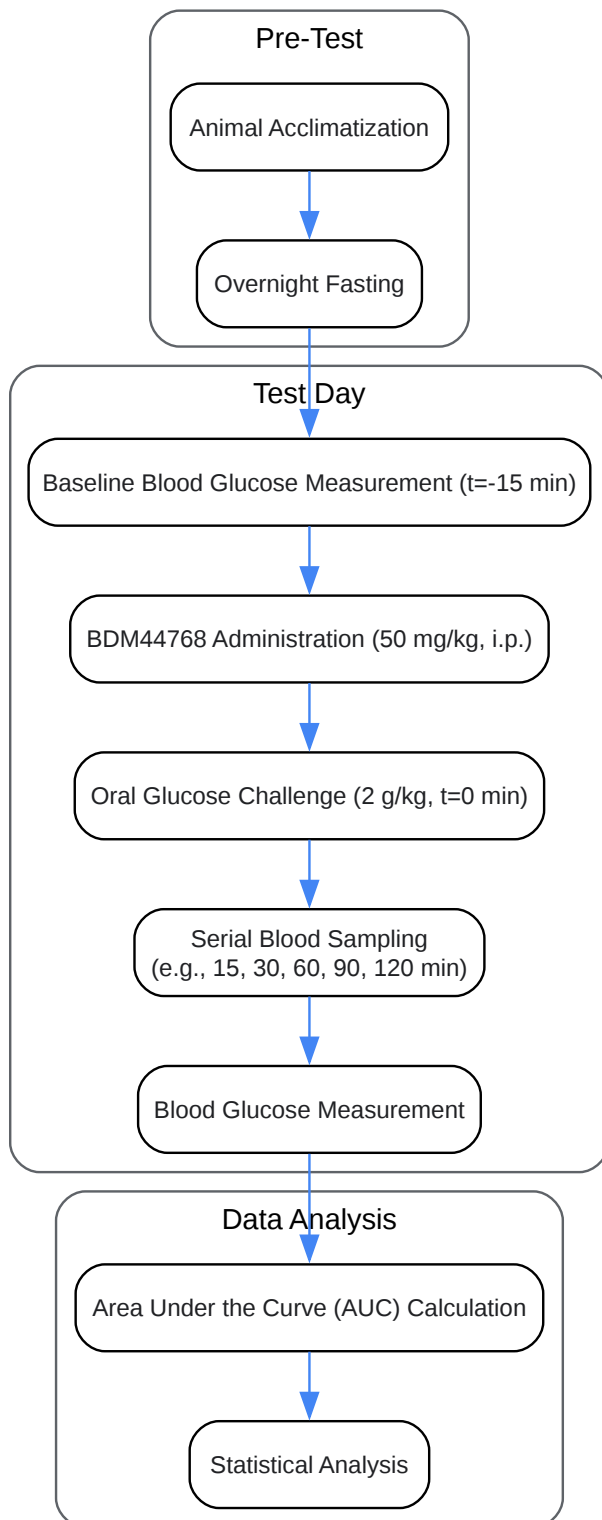 Pre-Test
Animal Acclimatization
Overnight Fasting
Test Day
Baseline Blood Glucose Measurement (t=-15 min)
BDM44768 Administration (50 mg/kg, i.p.)
Oral Glucose Challenge (2 g/kg, t=0 min)
Serial Blood Sampling
(e.g., 15, 30, 60, 90, 120 min)
Blood Glucose Measurement
Data Analysis
Area Under the Curve (AUC) Calculation
Statistical Analysis